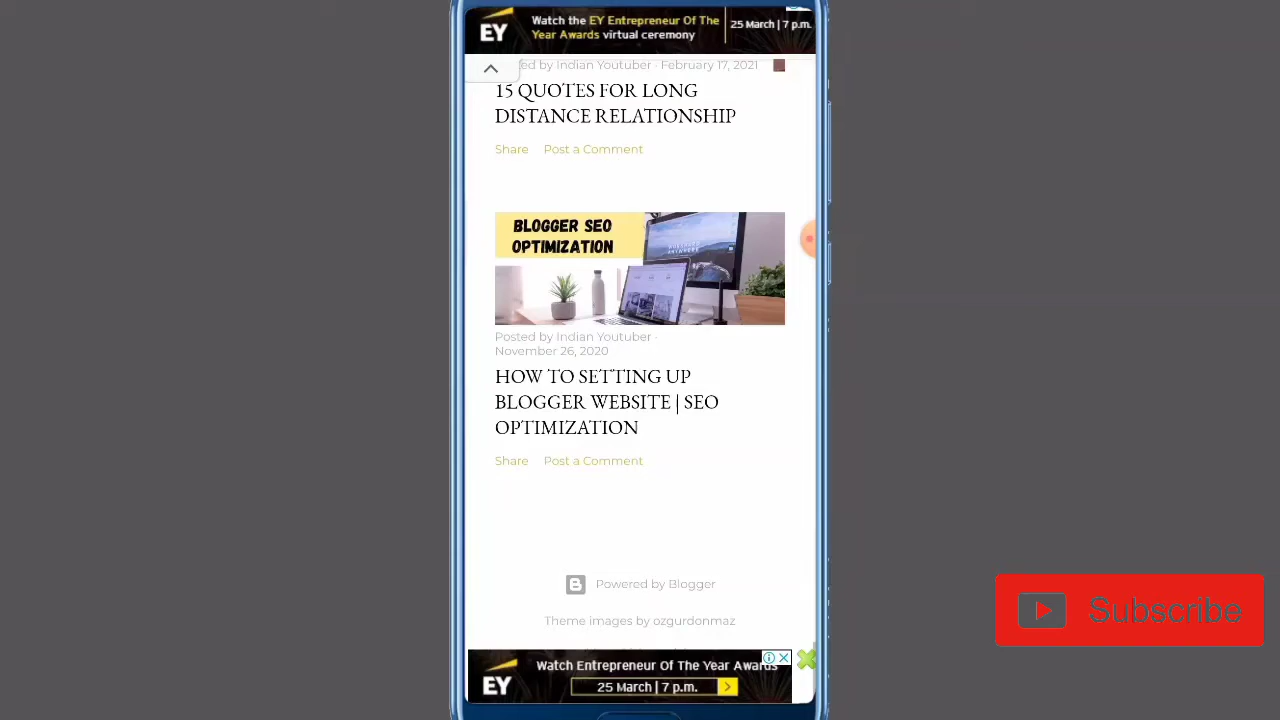 EY
Watch the EY Entrepreneur Of The
Year Awards virtual ceremony
25 March | 7 p.m.
ed by Indian Youtuber · February 17, 2021
15 QUOTES FOR LONG
DISTANCE RELATIONSHIP
Share Post a Comment
BLOGGER SEO
OPTIMIZATION
Posted by Indian Youtuber ·
November 26, 2020
HOW TO SETTING UP
BLOGGER WEBSITE | SEO
OPTIMIZATION
Share Post a Comment
Powered by Blogger
Theme images by ozgurdonmaz
EY
Watch Entrepreneur Of The Year Awards
25 March | 7 p.m.
Subscribe